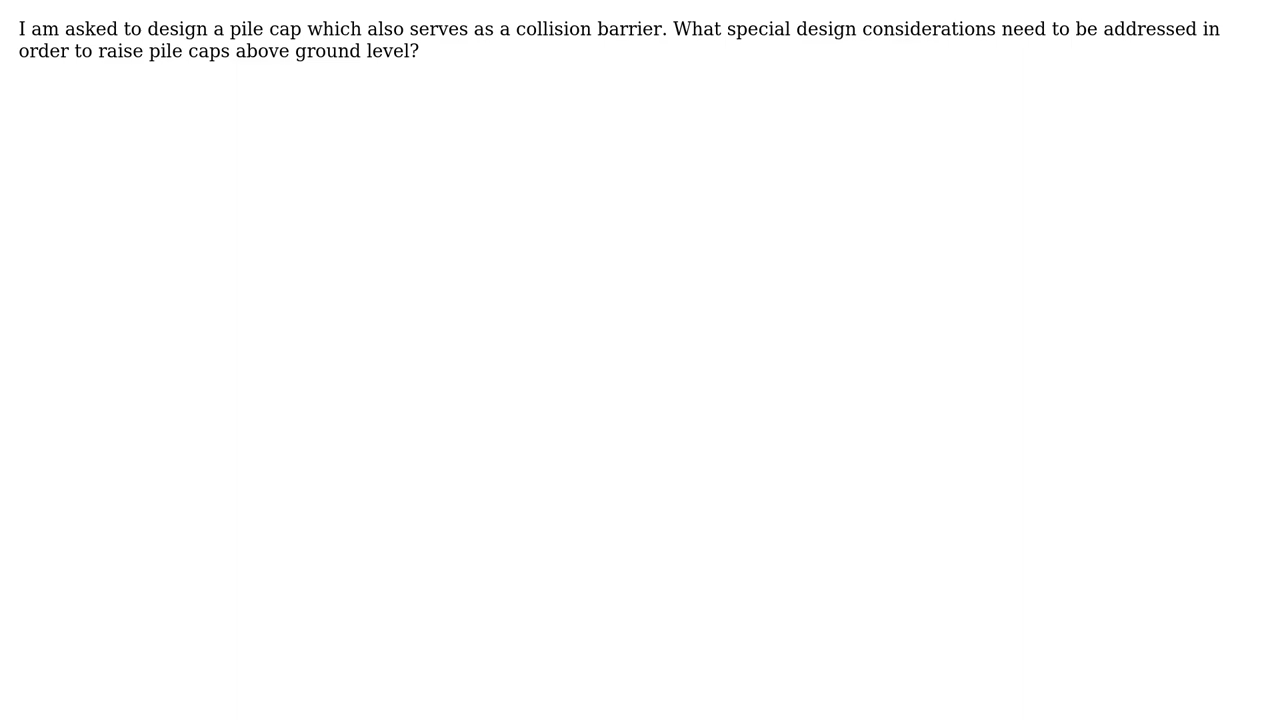 I am asked to design a pile cap which also serves as a collision barrier. What special design considerations need to be addressed in
order to raise pile caps above ground level?